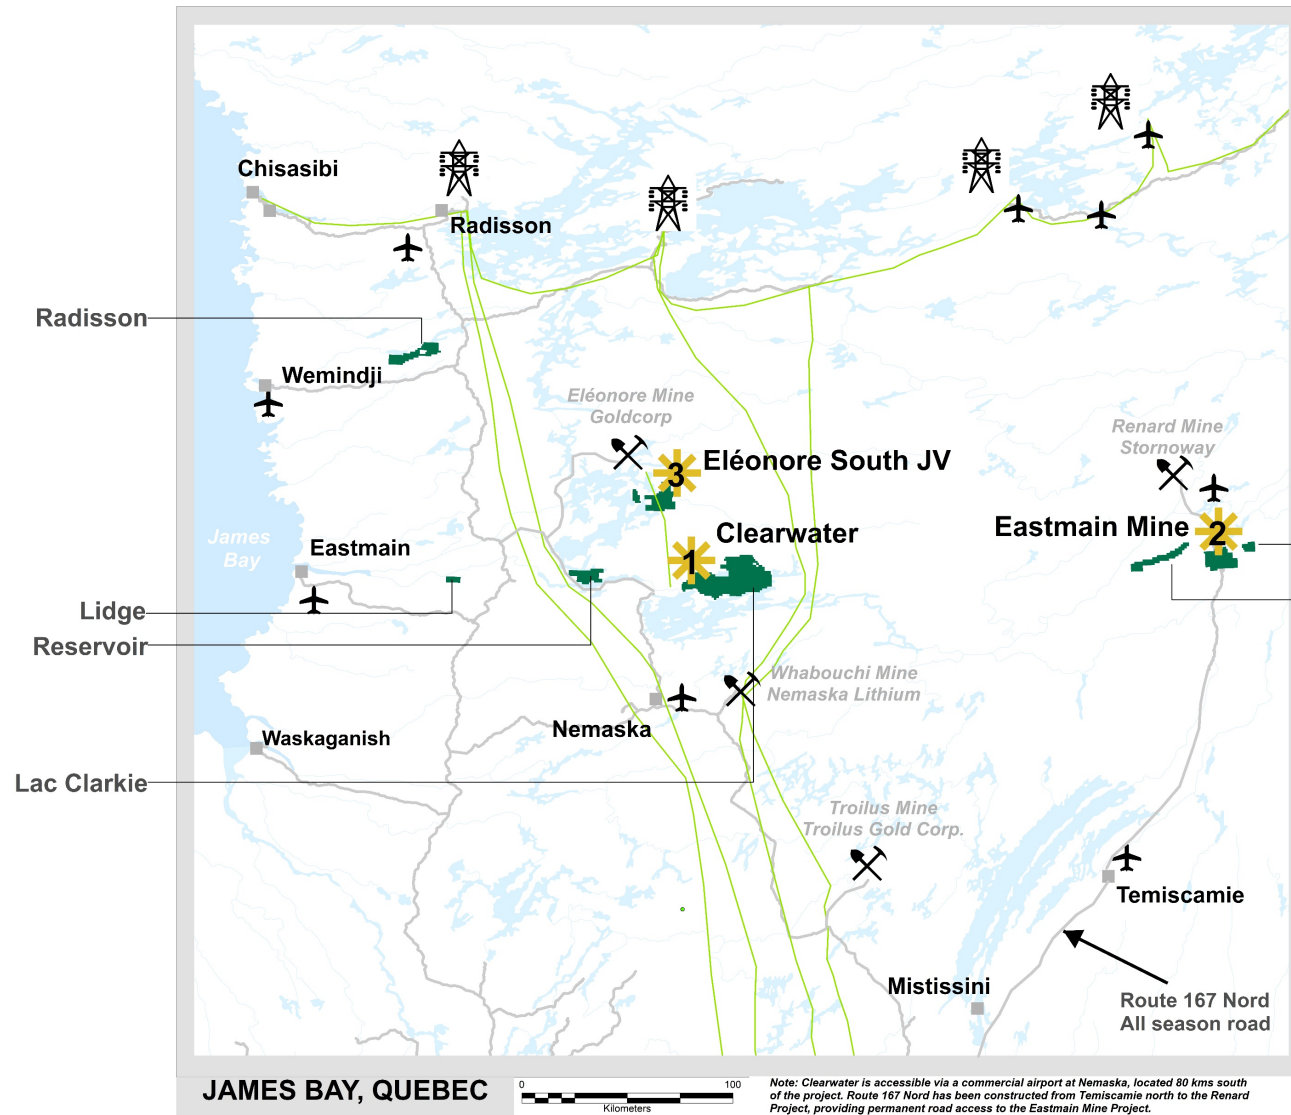 Chisasibi
Radisson
Radisson
Wemindji
Eléonore Mine
Goldcorp
Renard Mine
Stornoway
3
Eléonore South JV
Eastmain Mine
2
Clearwater
1
James
Bay
Eastmain
Lidge
Reservoir
Whabouchi Mine
Nemaska Lithium
Nemaska
Waskaganish
Lac Clarkie
Troilus Mine
Troilus Gold Corp.
Temiscamie
Mistissini
Route 167 Nord
All season road
JAMES BAY, QUEBEC
0
100
Kilometers
Note: Clearwater is accessible via a commercial airport at Nemaska, located 80 kms south
of the project. Route 167 Nord has been constructed from Temiscamie north to the Renard
Project, providing permanent road access to the Eastmain Mine Project.